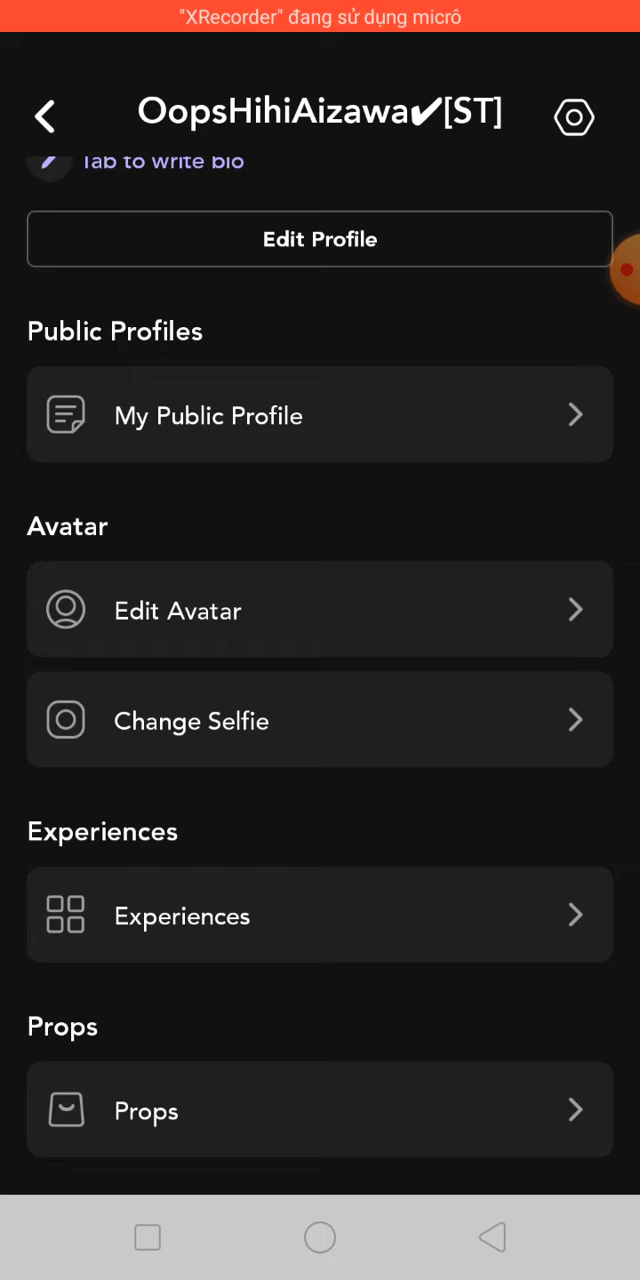 "XRecorder" đang sử dụng micrô
OopsHihiAizawa✔[ST]
Tab to write bio
Edit Profile
Public Profiles
My Public Profile
Avatar
Edit Avatar
Change Selfie
Experiences
Experiences
Props
Props